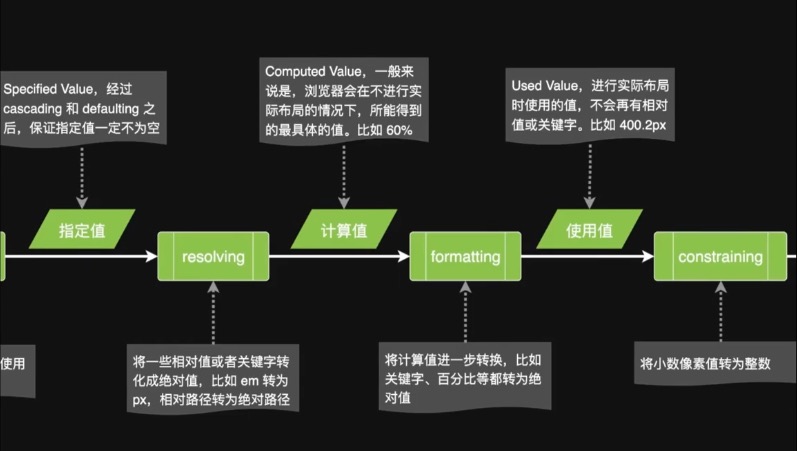 Specified Value，经过
cascading 和 defaulting 之
后，保证指定值一定不为空
Computed Value，一般来
说是，浏览器会在不进行实
际布局的情况下，所能得到
的最具体的值。比如 60%
Used Value，进行实际布局
时使用的值，不会再有相对
值或关键字。比如 400.2px
指定值
计算值
使用值
resolving
formatting
constraining
使用
将一些相对值或者关键字转
化成绝对值，比如 em 转为
px，相对路径转为绝对路径
将计算值进一步转换，比如
关键字、百分比等都转为绝
对值
将小数像素值转为整数